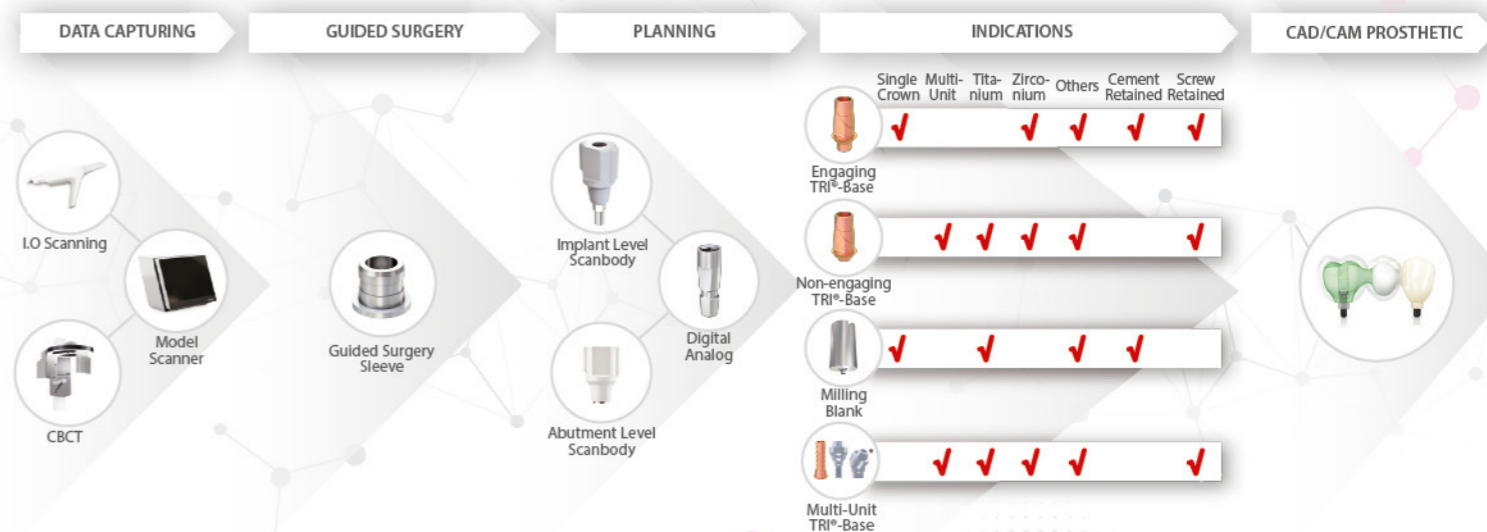 DATA CAPTURING
GUIDED SURGERY
PLANNING
INDICATIONS
CAD/CAM PROSTHETIC
I.O Scanning
Model
Scanner
CBCT
Guided Surgery
Sleeve
Implant Level
Scanbody
Digital
Analog
Abutment Level
Scanbody
Single
Crown
Multi-
Unit
Tita-
nium
Zirco-
nium
Others
Cement
Retained
Screw
Retained
√ √ √ √ √
Engaging
TRI®-Base
√ √ √ √ √
Non-engaging
TRI®-Base
√ √ √ √
Milling
Blank
√ √ √ √ √
Multi-Unit
TRI®-Base